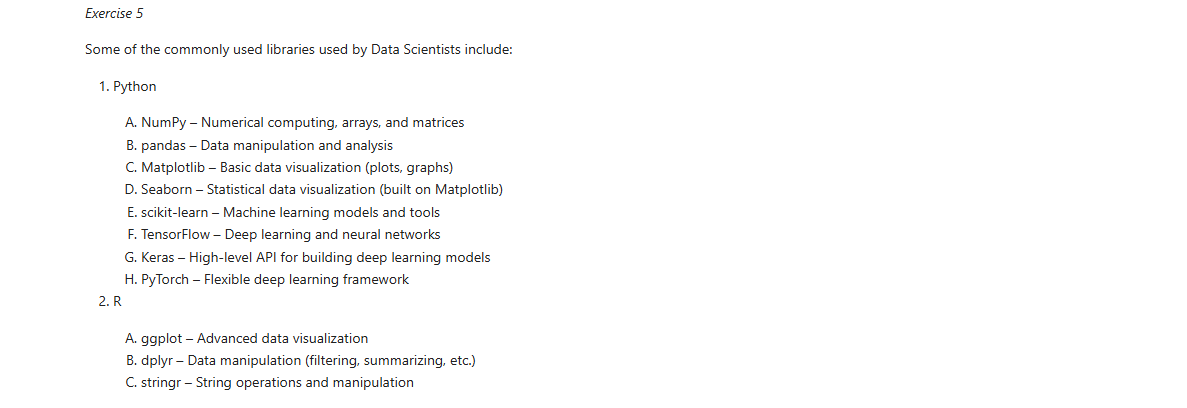 Exercise 5
Some of the commonly used libraries used by Data Scientists include:
1. Python
A. NumPy – Numerical computing, arrays, and matrices
B. pandas – Data manipulation and analysis
C. Matplotlib – Basic data visualization (plots, graphs)
D. Seaborn – Statistical data visualization (built on Matplotlib)
E. scikit-learn – Machine learning models and tools
F. TensorFlow – Deep learning and neural networks
G. Keras – High-level API for building deep learning models
H. PyTorch – Flexible deep learning framework
2. R
A. ggplot – Advanced data visualization
B. dplyr – Data manipulation (filtering, summarizing, etc.)
C. stringr – String operations and manipulation